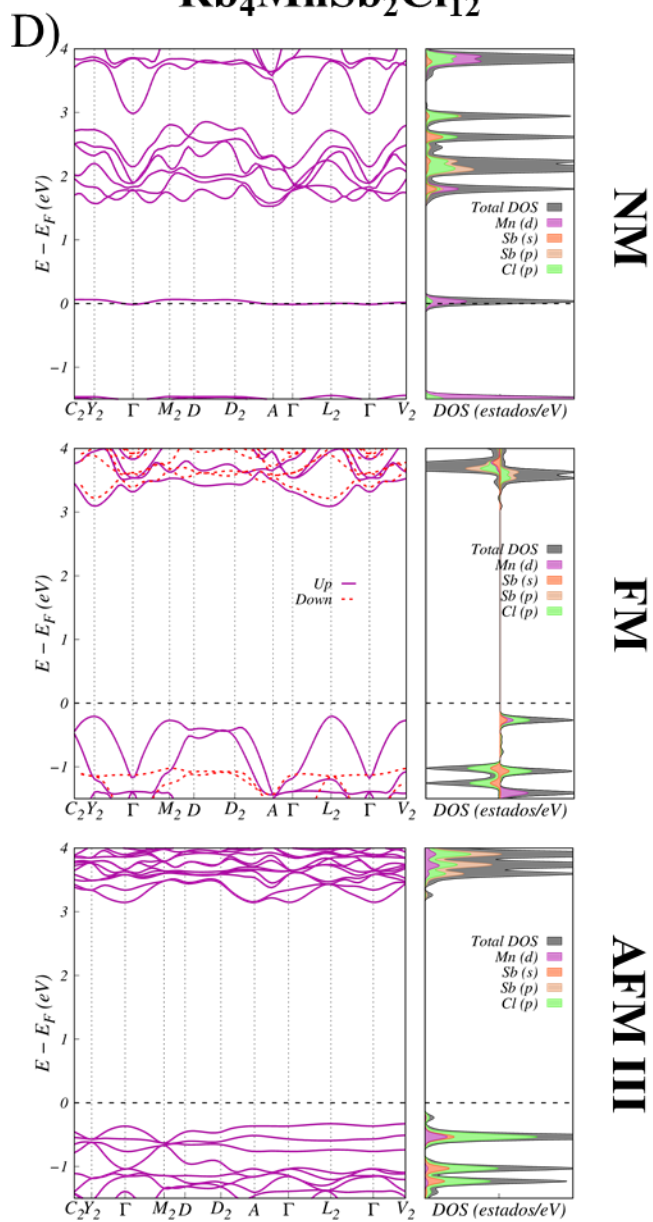 Rb₄MnSb₂Cl₁₂
D)
NM
4
3
2
1
0
−1
E − E_F (eV)
C₂ Y₂ Γ M₂ D D₂ A Γ L₂ Γ V₂
Total DOS
Mn (d)
Sb (s)
Sb (p)
Cl (p)
DOS (estados/eV)
FM
4
3
2
1
0
−1
E − E_F (eV)
Up
Down
C₂ Y₂ Γ M₂ D D₂ A Γ L₂ Γ V₂
Total DOS
Mn (d)
Sb (s)
Sb (p)
Cl (p)
DOS (estados/eV)
AFM III
4
3
2
1
0
−1
E − E_F (eV)
C₂ Y₂ Γ M₂ D D₂ A Γ L₂ Γ V₂
Total DOS
Mn (d)
Sb (s)
Sb (p)
Cl (p)
DOS (estados/eV)